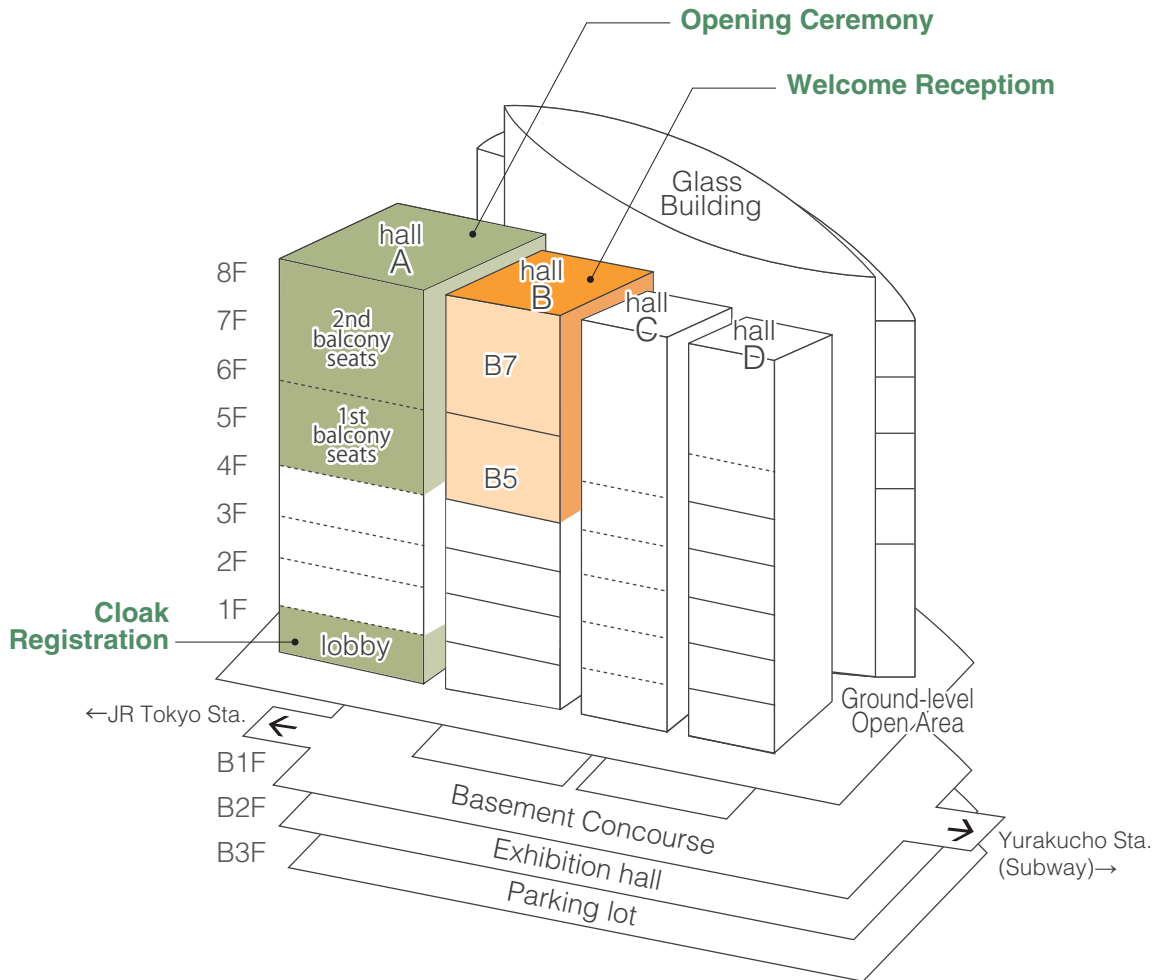 Opening Ceremony
Welcome Receptiom
Glass
Building
hall
A
hall
B
hall
C
hall
D
8F
7F
6F
5F
4F
3F
2F
1F
2nd
balcony
seats
1st
balcony
seats
B7
B5
Cloak
Registration
lobby
←JR Tokyo Sta.
Ground-level
Open Area
B1F
B2F
B3F
Basement Concourse
Exhibition hall
Parking lot
Yurakucho Sta.
(Subway)→